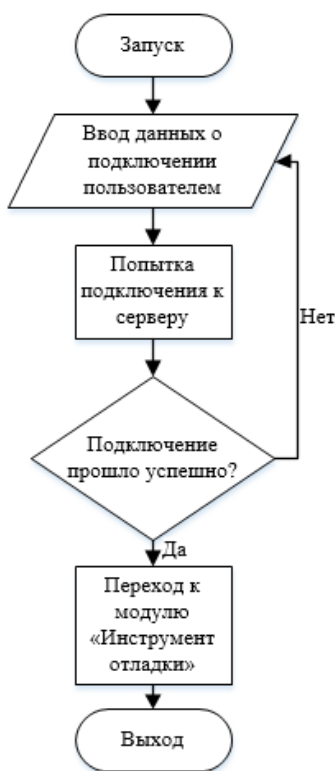 Запуск
Ввод данных о
подключении
пользователем
Попытка
подключения к
серверу
Нет
Подключение
прошло успешно?
Да
Переход к
модулю
«Инструмент
отладки»
Выход